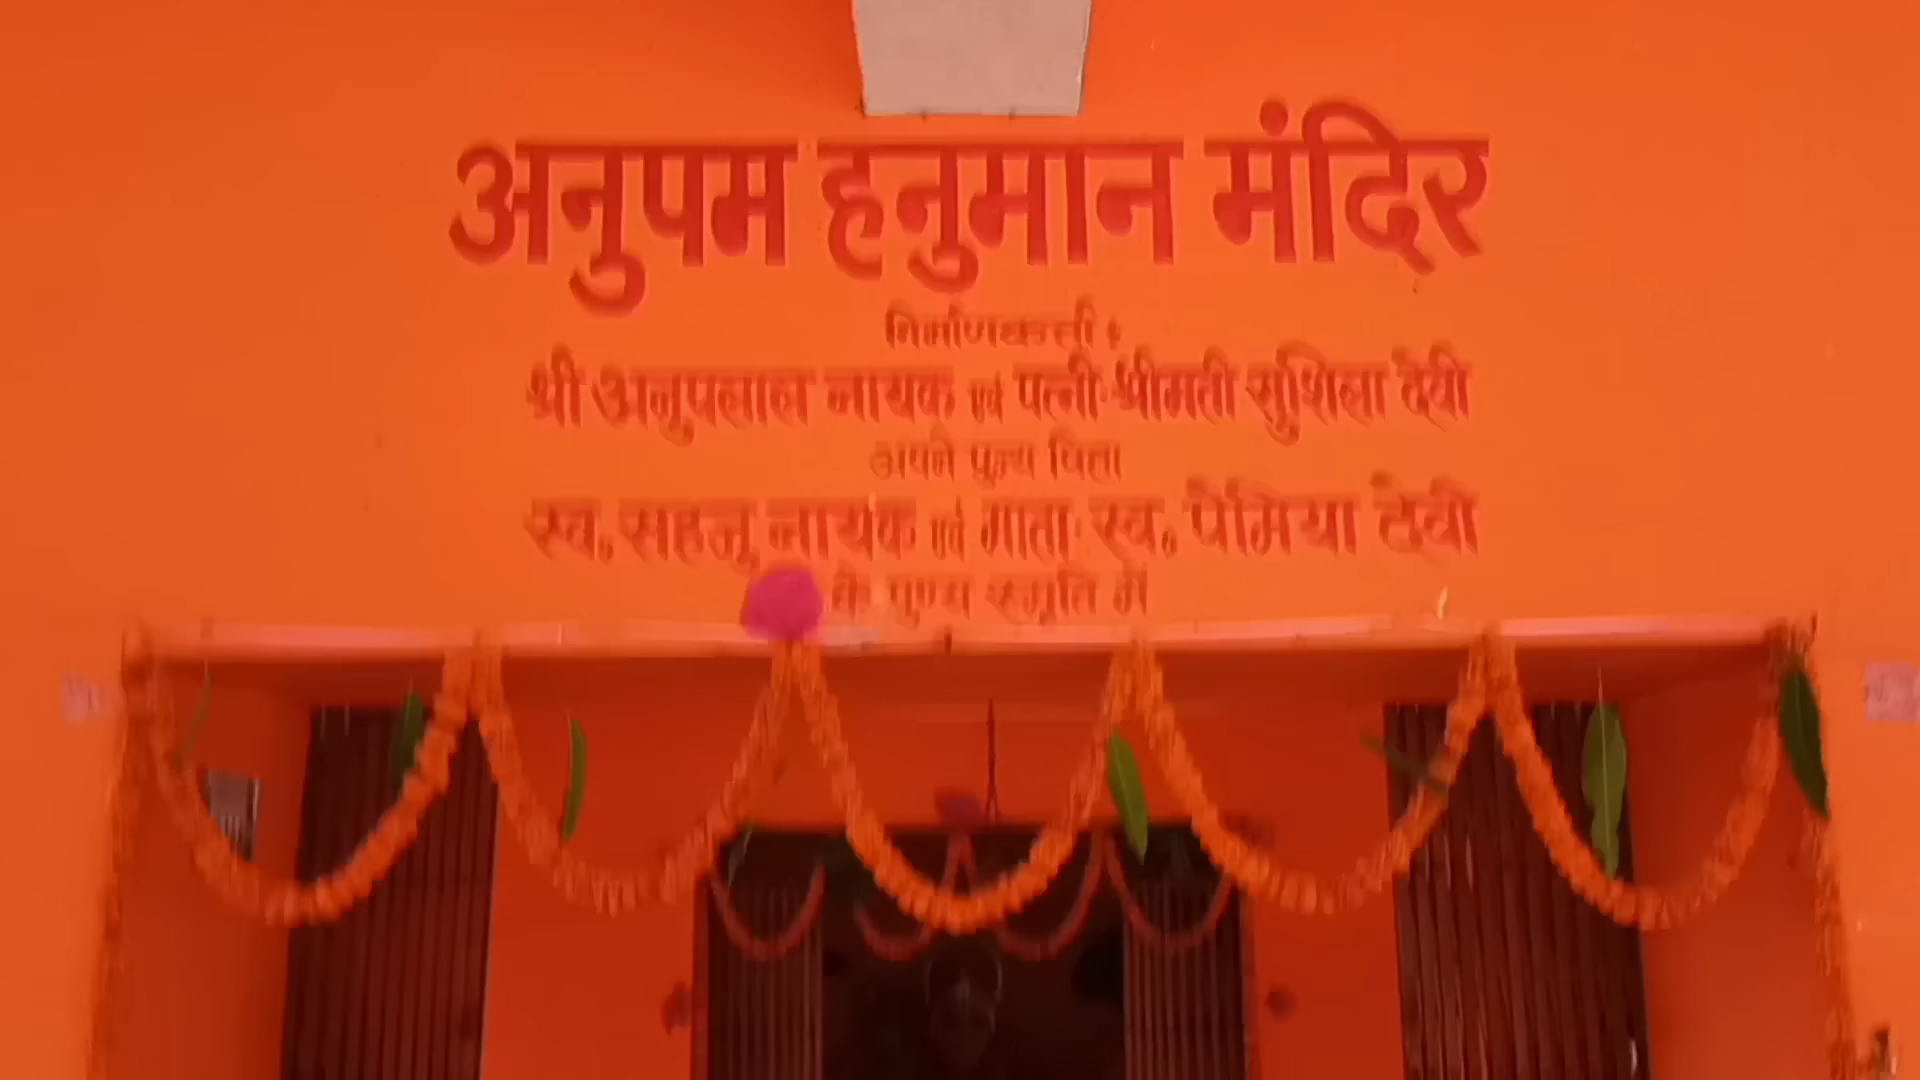 अनुपम हनुमान मंदिर
निर्माणकर्ता :
श्री अनुपलाल नायक एवं पत्नी श्रीमती सुशिला देवी
अपने पूज्य पिता
स्व. सहजू नायक एवं माता स्व. पेमिया देवी
के पुण्य स्मृति में